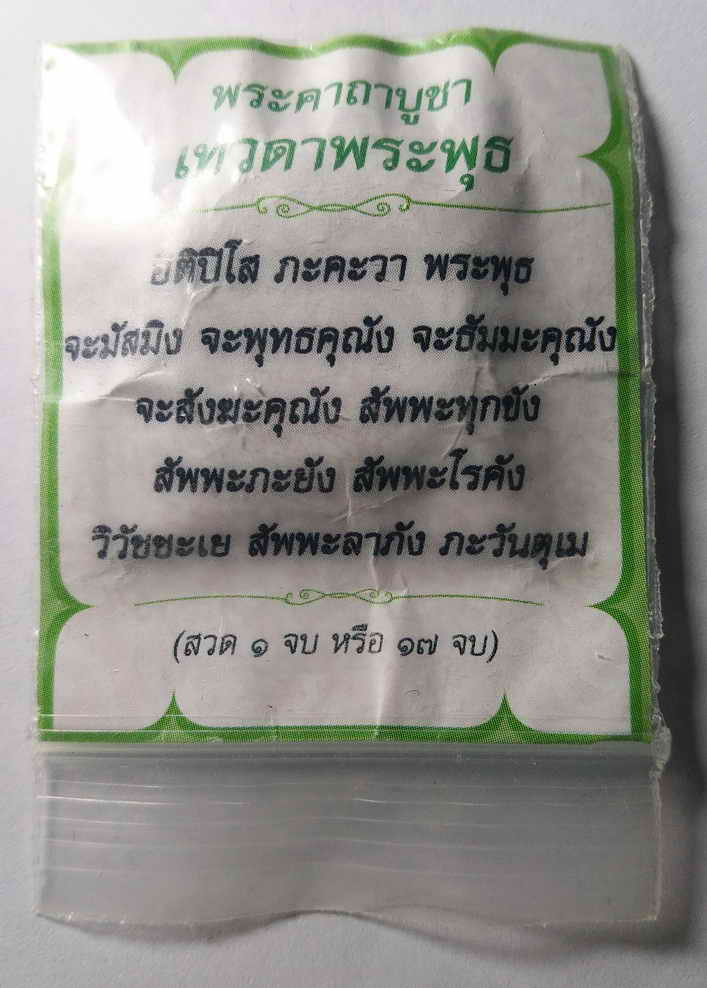 พระคาถาบูชา
เทวดาพระพุธ
อิติปิโส ภะคะวา พระพุธ
จะมัสมิง จะพุทธคุณัง จะธัมมะคุณัง
จะสังฆะคุณัง สัพพะทุกขัง
สัพพะภะยัง สัพพะโรคัง
วิวัชชะเย สัพพะลาภัง ภะวันตุเม
(สวด ๑ จบ หรือ ๑๗ จบ)